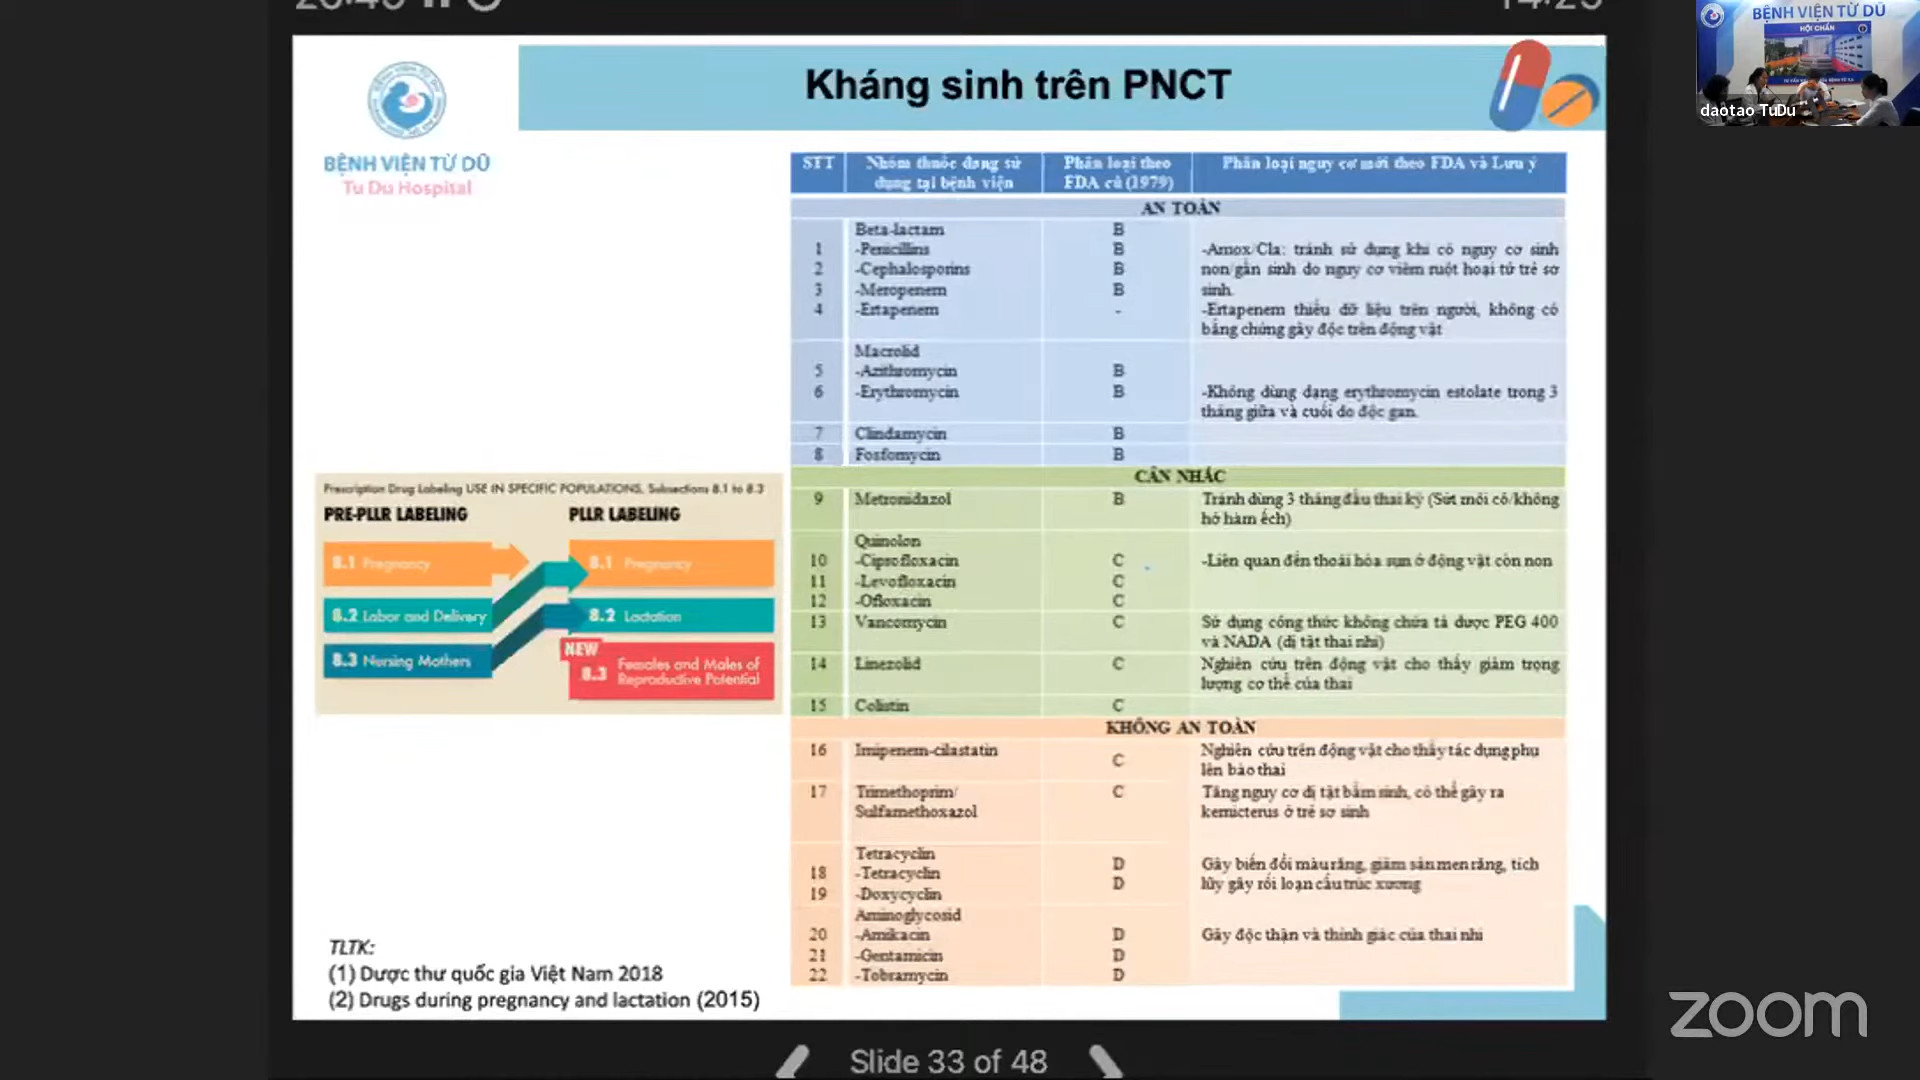 BỆNH VIỆN TỪ DŨ
HỘI CHẨN
daotao TuDu
Kháng sinh trên PNCT
BỆNH VIỆN TỪ DŨ
Tu Du Hospital
STT Nhóm thuốc đang sử dụng tại bệnh viện Phân loại theo FDA cũ (1979) Phân loại nguy cơ mới theo FDA và Lưu ý
AN TOÀN
Beta-lactam B
1 -Penicillins B -Amox/Cla: tránh sử dụng khi có nguy cơ sinh
2 -Cephalosporins B non/gần sinh do nguy cơ viêm ruột hoại tử trẻ sơ
3 -Meropenem B sinh.
4 -Ertapenem - -Ertapenem thiếu dữ liệu trên người, không có
bằng chứng gây độc trên động vật
Macrolid
5 -Azithromycin B
6 -Erythromycin B -Không dùng dạng erythromycin estolate trong 3
tháng giữa và cuối do độc gan.
7 Clindamycin B
8 Fosfomycin B
CÂN NHẮC
9 Metronidazol B Tránh dùng 3 tháng đầu thai kỳ (Sứt môi có/không
hở hàm ếch)
Quinolon
10 -Ciprofloxacin C -Liên quan đến thoái hóa sụn ở động vật còn non
11 -Levofloxacin C
12 -Ofloxacin C
13 Vancomycin C Sử dụng công thức không chứa tá dược PEG 400
và NADA (dị tật thai nhi)
14 Linezolid C Nghiên cứu trên động vật cho thấy giảm trọng
lượng cơ thể của thai
15 Colistin C
KHÔNG AN TOÀN
16 Imipenem-cilastatin C Nghiên cứu trên động vật cho thấy tác dụng phụ
lên bào thai
17 Trimethoprim/ C Tăng nguy cơ dị tật bẩm sinh, có thể gây ra
Sulfamethoxazol kernicterus ở trẻ sơ sinh
Tetracyclin
18 -Tetracyclin D Gây biến đổi màu răng, giảm sản men răng, tích
19 -Doxycyclin D lũy gây rối loạn cấu trúc xương
Aminoglycosid
20 -Amikacin D Gây độc thận và thính giác của thai nhi
21 -Gentamicin D
22 -Tobramycin D
Prescription Drug Labeling USE IN SPECIFIC POPULATIONS, Subsections 8.1 to 8.3
PRE-PLLR LABELING PLLR LABELING
8.1 Pregnancy 8.1 Pregnancy
8.2 Labor and Delivery 8.2 Lactation
8.3 Nursing Mothers NEW 8.3 Females and Males of
Reproductive Potential
TLTK:
(1) Dược thư quốc gia Việt Nam 2018
(2) Drugs during pregnancy and lactation (2015)
Slide 33 of 48
zoom